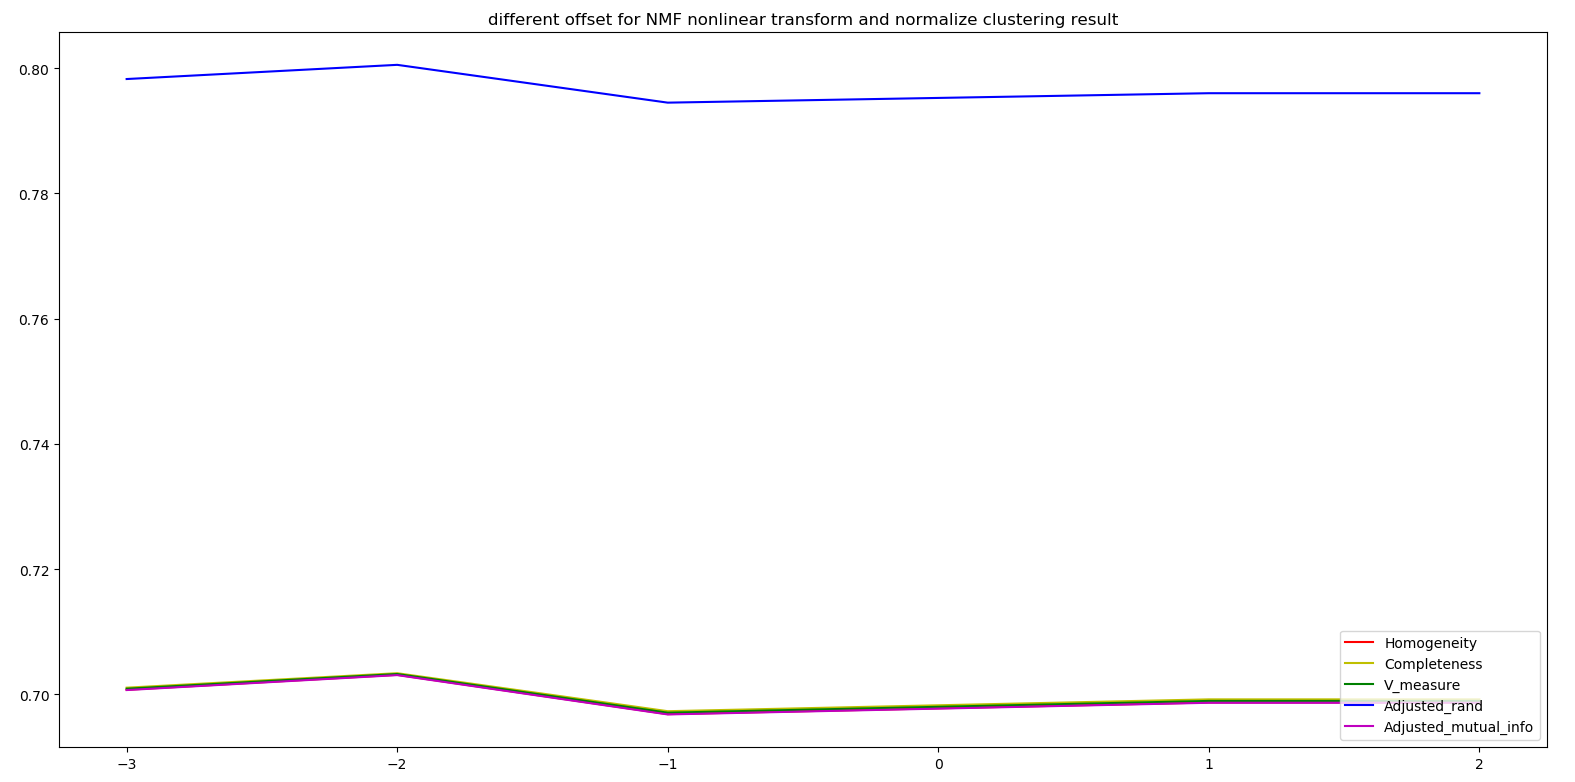 different offset for NMF nonlinear transform and normalize clustering result
0.80
0.78
0.76
0.74
0.72
0.70
Homogeneity
Completeness
V_measure
Adjusted_rand
Adjusted_mutual_info
−3
−2
−1
0
1
2